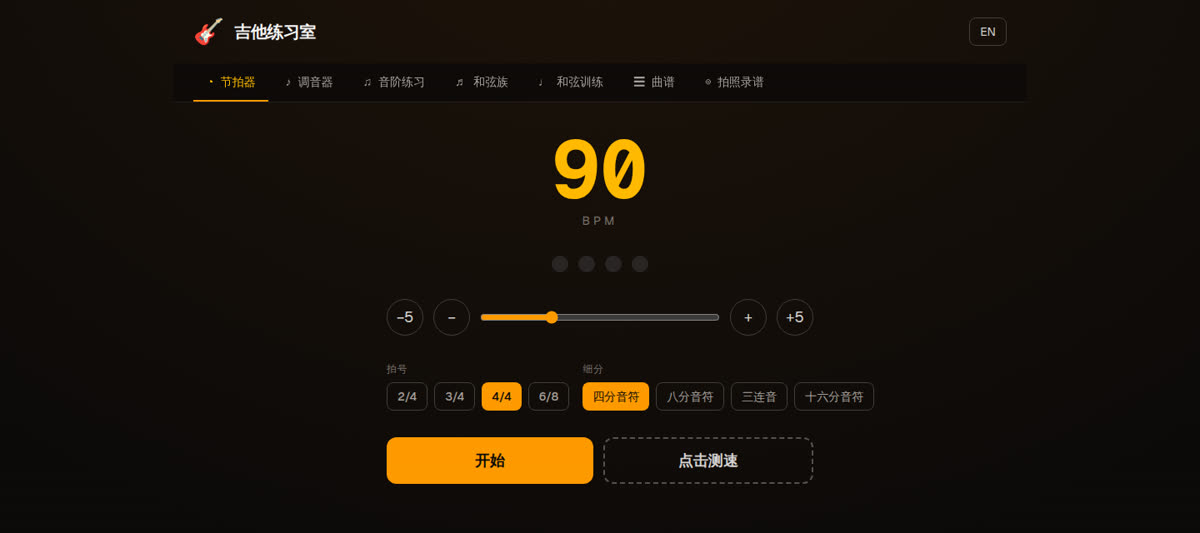 吉他练习室
EN
节拍器 调音器 音阶练习 和弦族 和弦训练 曲谱 拍照录谱
90
BPM
−5 − + +5
拍号 细分
2/4 3/4 4/4 6/8 四分音符 八分音符 三连音 十六分音符
开始 点击测速